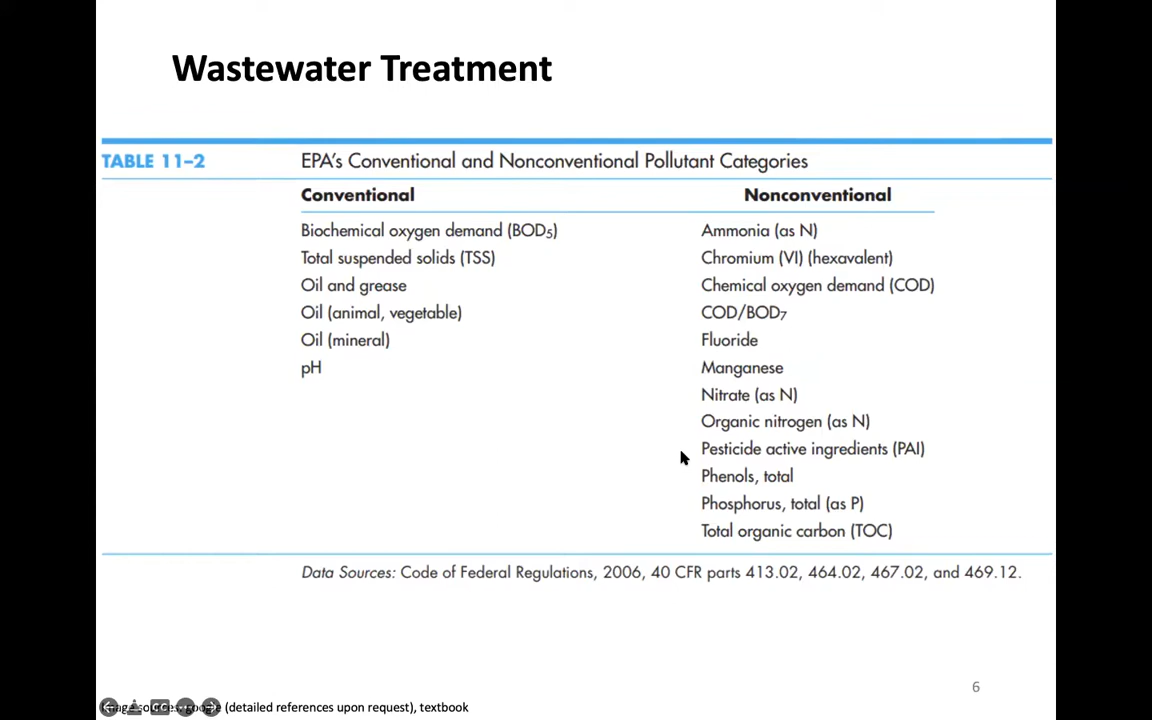 Wastewater Treatment
TABLE 11–2 EPA's Conventional and Nonconventional Pollutant Categories
Conventional Nonconventional
Biochemical oxygen demand (BOD₅) Ammonia (as N)
Total suspended solids (TSS) Chromium (VI) (hexavalent)
Oil and grease Chemical oxygen demand (COD)
Oil (animal, vegetable) COD/BOD₇
Oil (mineral) Fluoride
pH Manganese
Nitrate (as N)
Organic nitrogen (as N)
Pesticide active ingredients (PAI)
Phenols, total
Phosphorus, total (as P)
Total organic carbon (TOC)
Data Sources: Code of Federal Regulations, 2006, 40 CFR parts 413.02, 464.02, 467.02, and 469.12.
6
(detailed references upon request), textbook